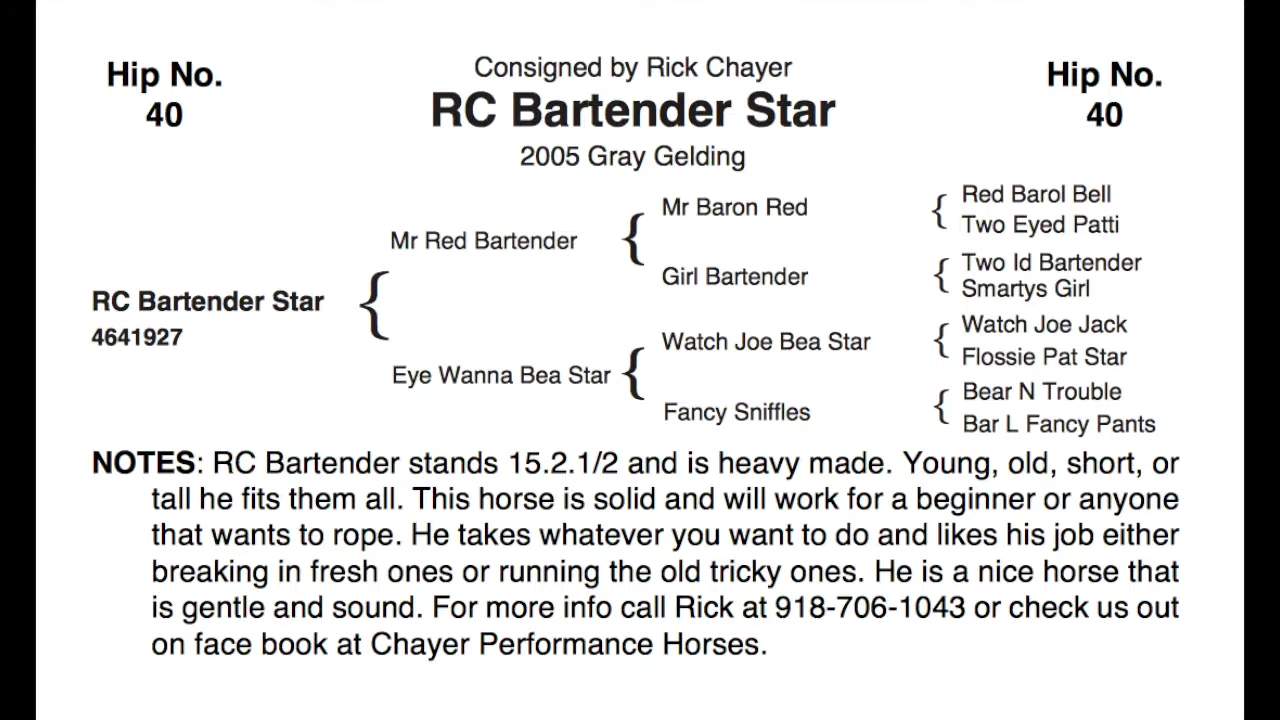 Hip No.
40
Consigned by Rick Chayer
RC Bartender Star
2005 Gray Gelding
Hip No.
40
RC Bartender Star
4641927
Mr Red Bartender
Eye Wanna Bea Star
Mr Baron Red
Girl Bartender
Watch Joe Bea Star
Fancy Sniffles
Red Barol Bell
Two Eyed Patti
Two Id Bartender
Smartys Girl
Watch Joe Jack
Flossie Pat Star
Bear N Trouble
Bar L Fancy Pants
NOTES: RC Bartender stands 15.2.1/2 and is heavy made. Young, old, short, or
tall he fits them all. This horse is solid and will work for a beginner or anyone
that wants to rope. He takes whatever you want to do and likes his job either
breaking in fresh ones or running the old tricky ones. He is a nice horse that
is gentle and sound. For more info call Rick at 918-706-1043 or check us out
on face book at Chayer Performance Horses.